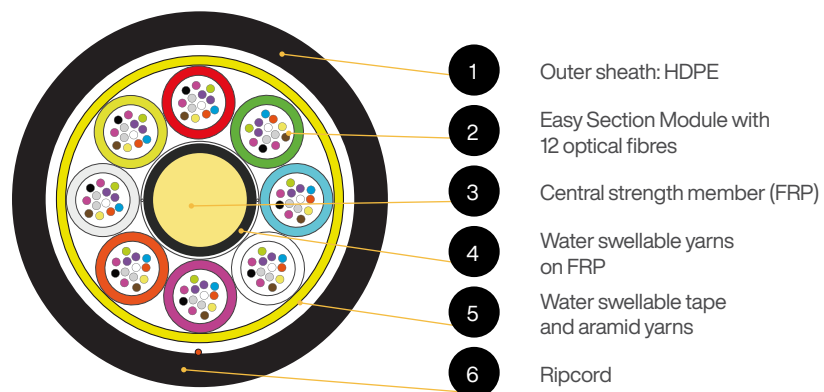 1 Outer sheath: HDPE
2 Easy Section Module with
12 optical fibres
3 Central strength member (FRP)
4 Water swellable yarns
on FRP
5 Water swellable tape
and aramid yarns
6 Ripcord